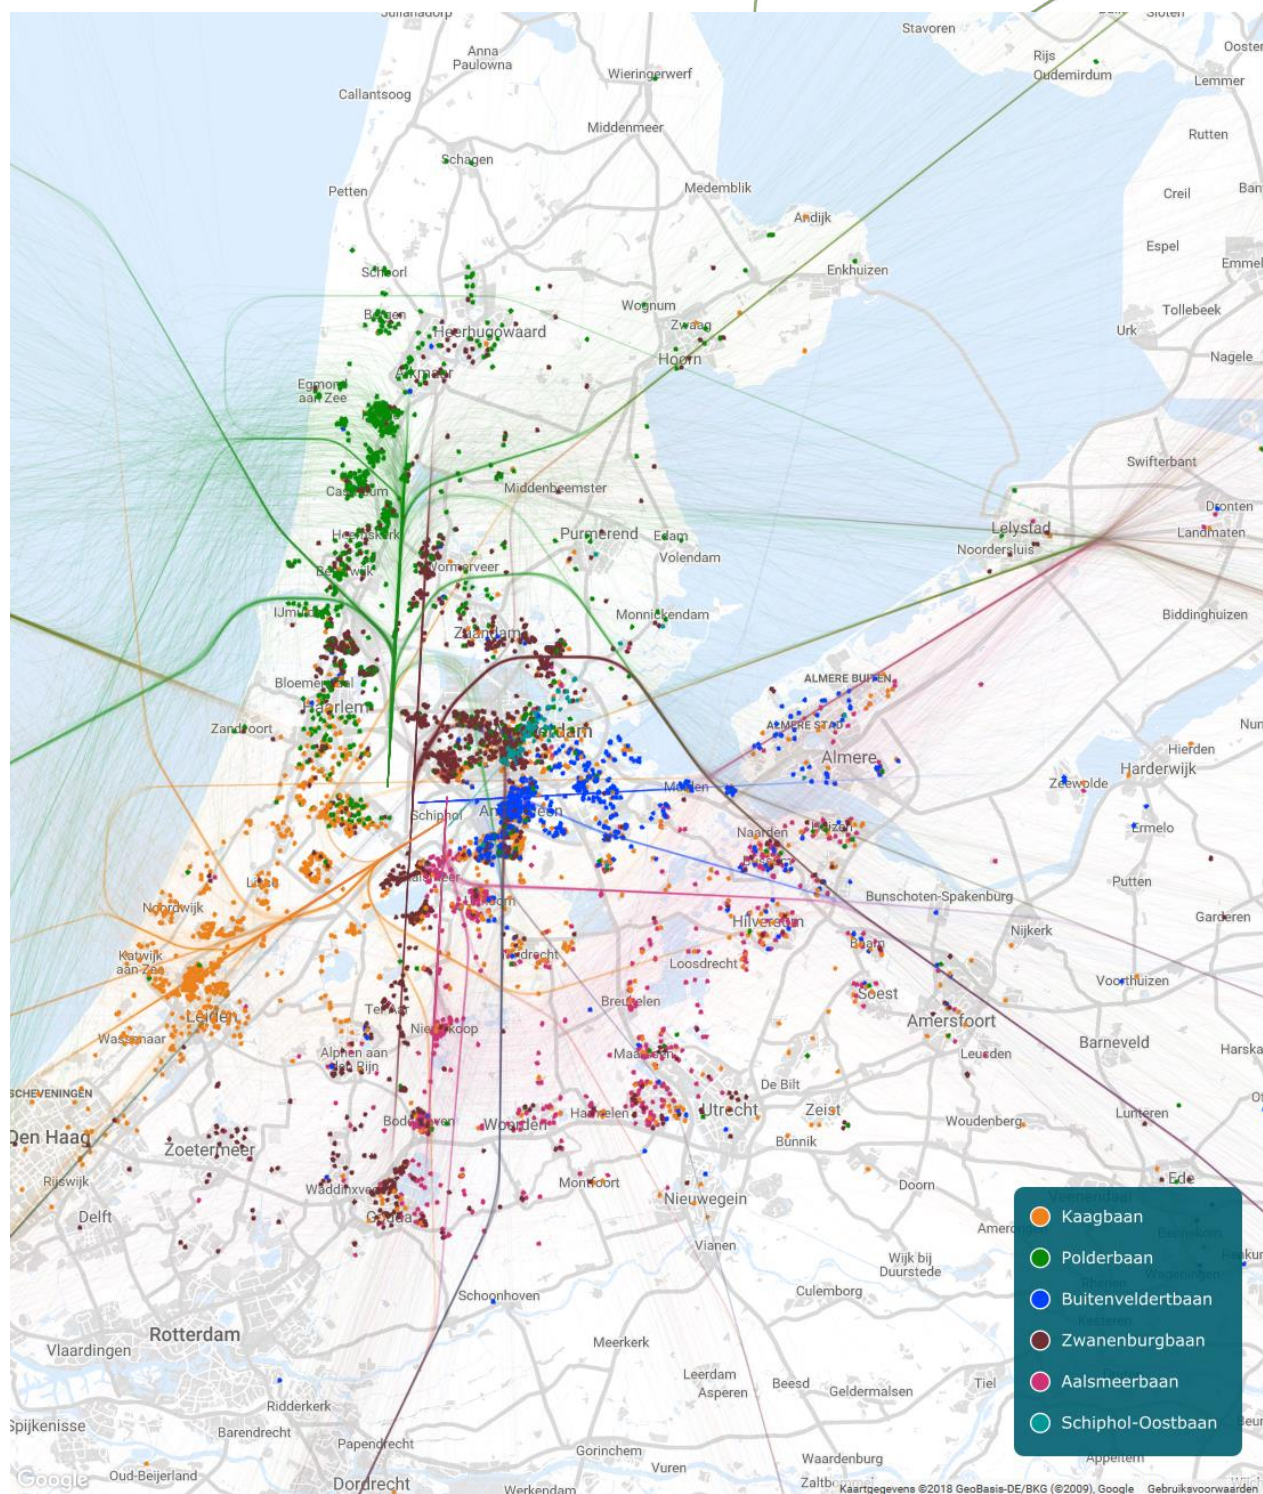 Stavoren
Anna
Paulowna
Rijs
Oudemirdum
Wieringerwerf
Lemmer
Callantsoog
Middenmeer
Rutten
Schagen
Petten
Medemblik
Creil
Andijk
Espel
Schoorl
Enkhuizen
Wognum
Tollebeek
Zwaag
Urk
Heerhugowaard
Hoorn
Nagele
Alkmaar
Egmond
aan Zee
Swifterbant
Middenbeemster
Dronten
Lelystad
Landmaten
Purmerend
Edam
Noordersluis
Volendam
Wormerveer
Biddinghuizen
Monnickendam
Zaandam
ALMERE BUITEN
Bloemendaal
Haarlem
Zandvoort
ALMERE STAD
Almere
Hierden
Harderwijk
Zeewolde
Schiphol
Ermelo
Naarden
Huizen
Putten
Bunschoten-Spakenburg
Noordwijk
Garderen
Hilversum
Nijkerk
Baarn
Katwijk
aan Zee
Loosdrecht
Voorthuizen
Soest
Breukelen
Leiden
Amersfoort
Wassenaar
Nieuwkoop
Barneveld
Alphen aan
den Rijn
Maarssen
Leusden
De Bilt
SCHEVENINGEN
Bodegraven
Woerden
Harmelen
Utrecht
Zeist
Lunteren
Woudenberg
Den Haag
Zoetermeer
Bunnik
Rijswijk
Montfoort
Doorn
Ede
Nieuwegein
Delft
Gouda
Vianen
Wijk bij
Duurstede
Culemborg
Schoonhoven
Rotterdam
Meerkerk
Vlaardingen
Leerdam
Asperen
Beesd
Geldermalsen
Tiel
Ridderkerk
Spijkenisse
Barendrecht
Papendrecht
Gorinchem
Waardenburg
Vuren
Oud-Beijerland
Dordrecht
Werkendam
Kaagbaan
Polderbaan
Buitenveldertbaan
Zwanenburgbaan
Aalsmeerbaan
Schiphol-Oostbaan
Google
Kaartgegevens ©2018 GeoBasis-DE/BKG (©2009), Google Gebruiksvoorwaarden